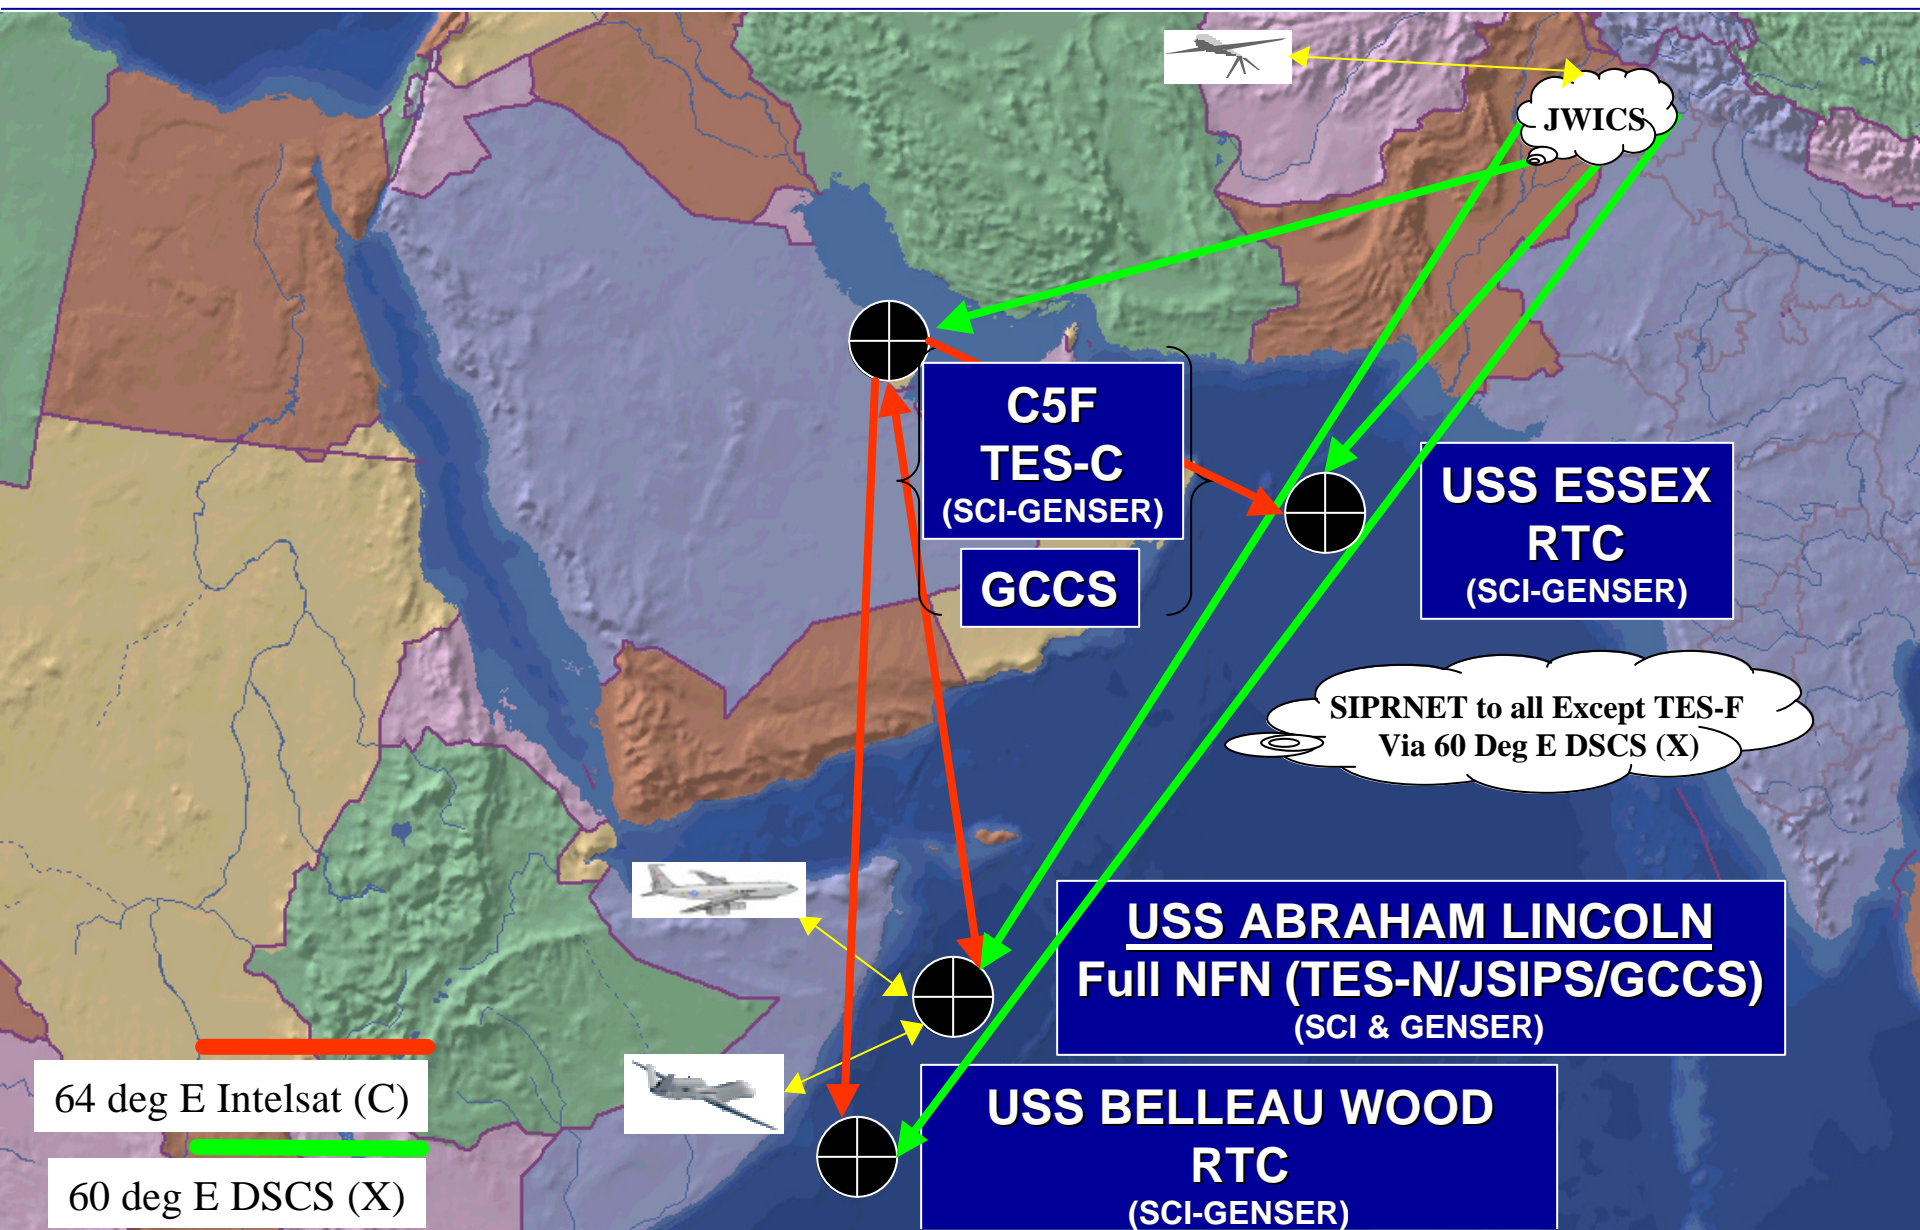 JWICS
C5F
TES-C
(SCI-GENSER)
GCCS
USS ESSEX
RTC
(SCI-GENSER)
SIPRNET to all Except TES-F
Via 60 Deg E DSCS (X)
USS ABRAHAM LINCOLN
Full NFN (TES-N/JSIPS/GCCS)
(SCI & GENSER)
USS BELLEAU WOOD
RTC
(SCI-GENSER)
64 deg E Intelsat (C)
60 deg E DSCS (X)